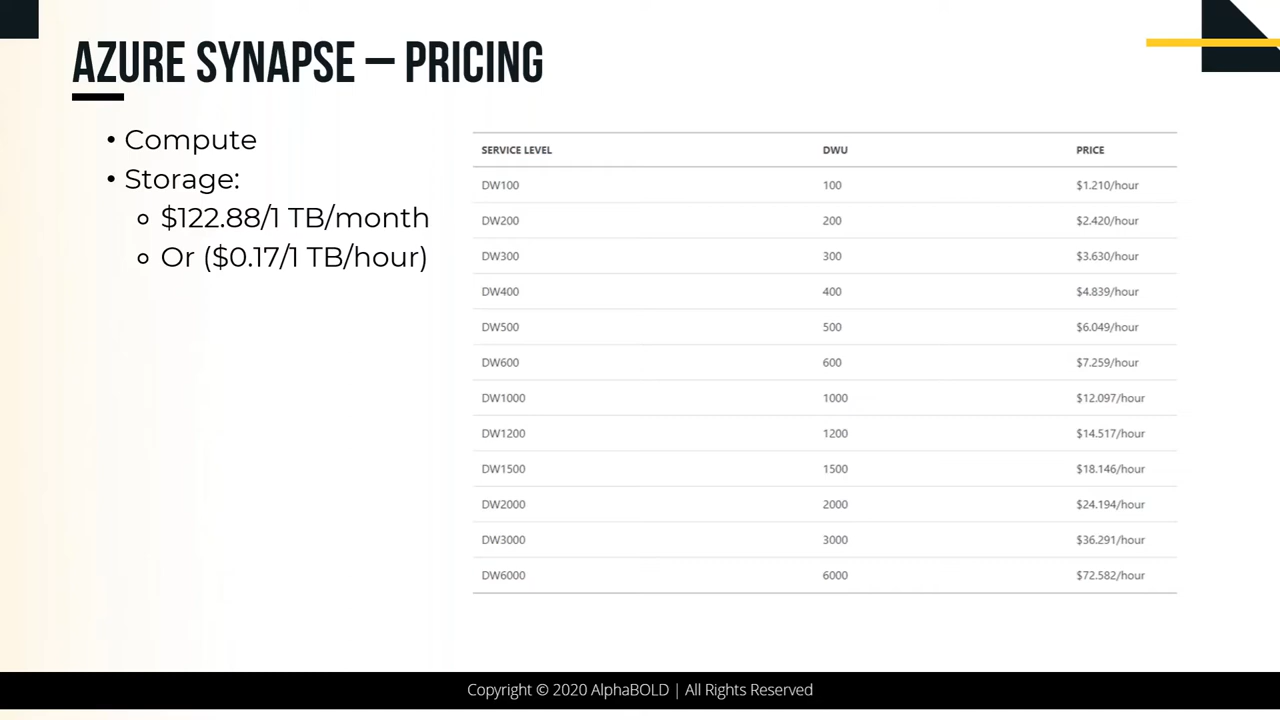 AZURE SYNAPSE – PRICING
• Compute
• Storage:
○ $122.88/1 TB/month
○ Or ($0.17/1 TB/hour)
SERVICE LEVEL DWU PRICE
DW100 100 $1.210/hour
DW200 200 $2.420/hour
DW300 300 $3.630/hour
DW400 400 $4.839/hour
DW500 500 $6.049/hour
DW600 600 $7.259/hour
DW1000 1000 $12.097/hour
DW1200 1200 $14.517/hour
DW1500 1500 $18.146/hour
DW2000 2000 $24.194/hour
DW3000 3000 $36.291/hour
DW6000 6000 $72.582/hour
Copyright © 2020 AlphaBOLD | All Rights Reserved